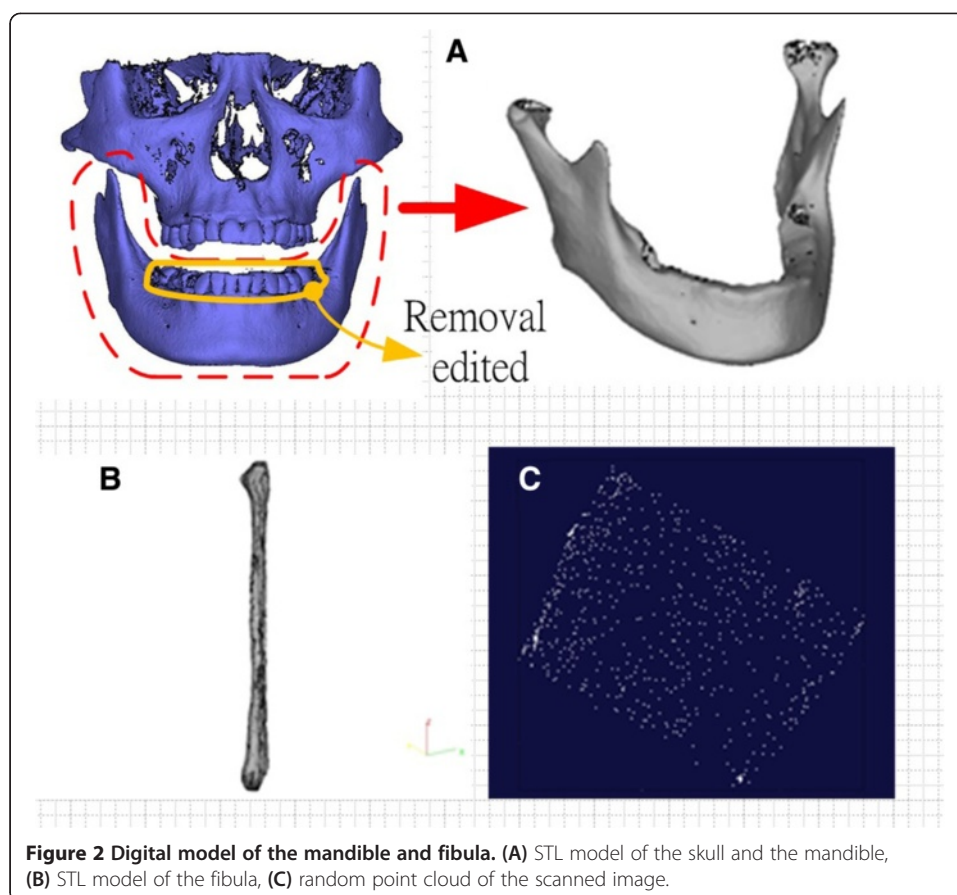 A
Removal
edited
B
C
Figure 2 Digital model of the mandible and fibula. (A) STL model of the skull and the mandible,
(B) STL model of the fibula, (C) random point cloud of the scanned image.